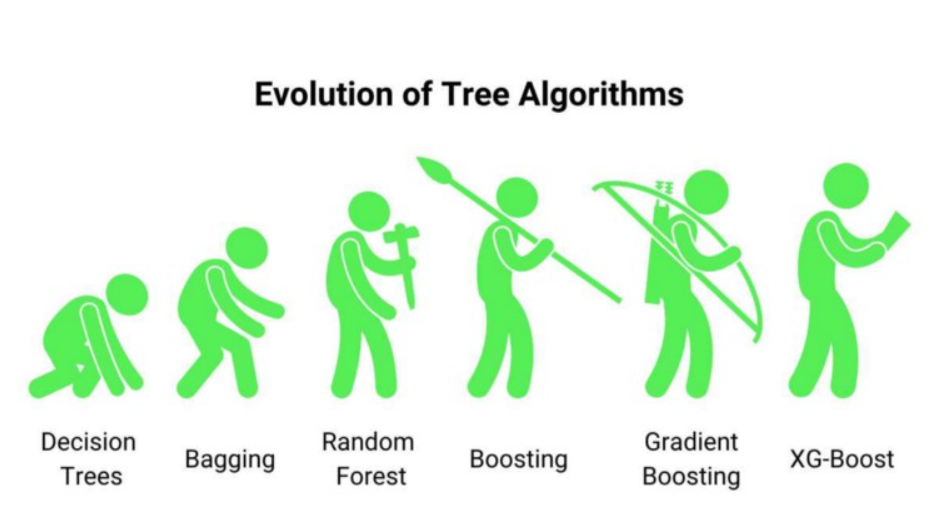 Evolution of Tree Algorithms
Decision
Trees
Bagging
Random
Forest
Boosting
Gradient
Boosting
XG-Boost